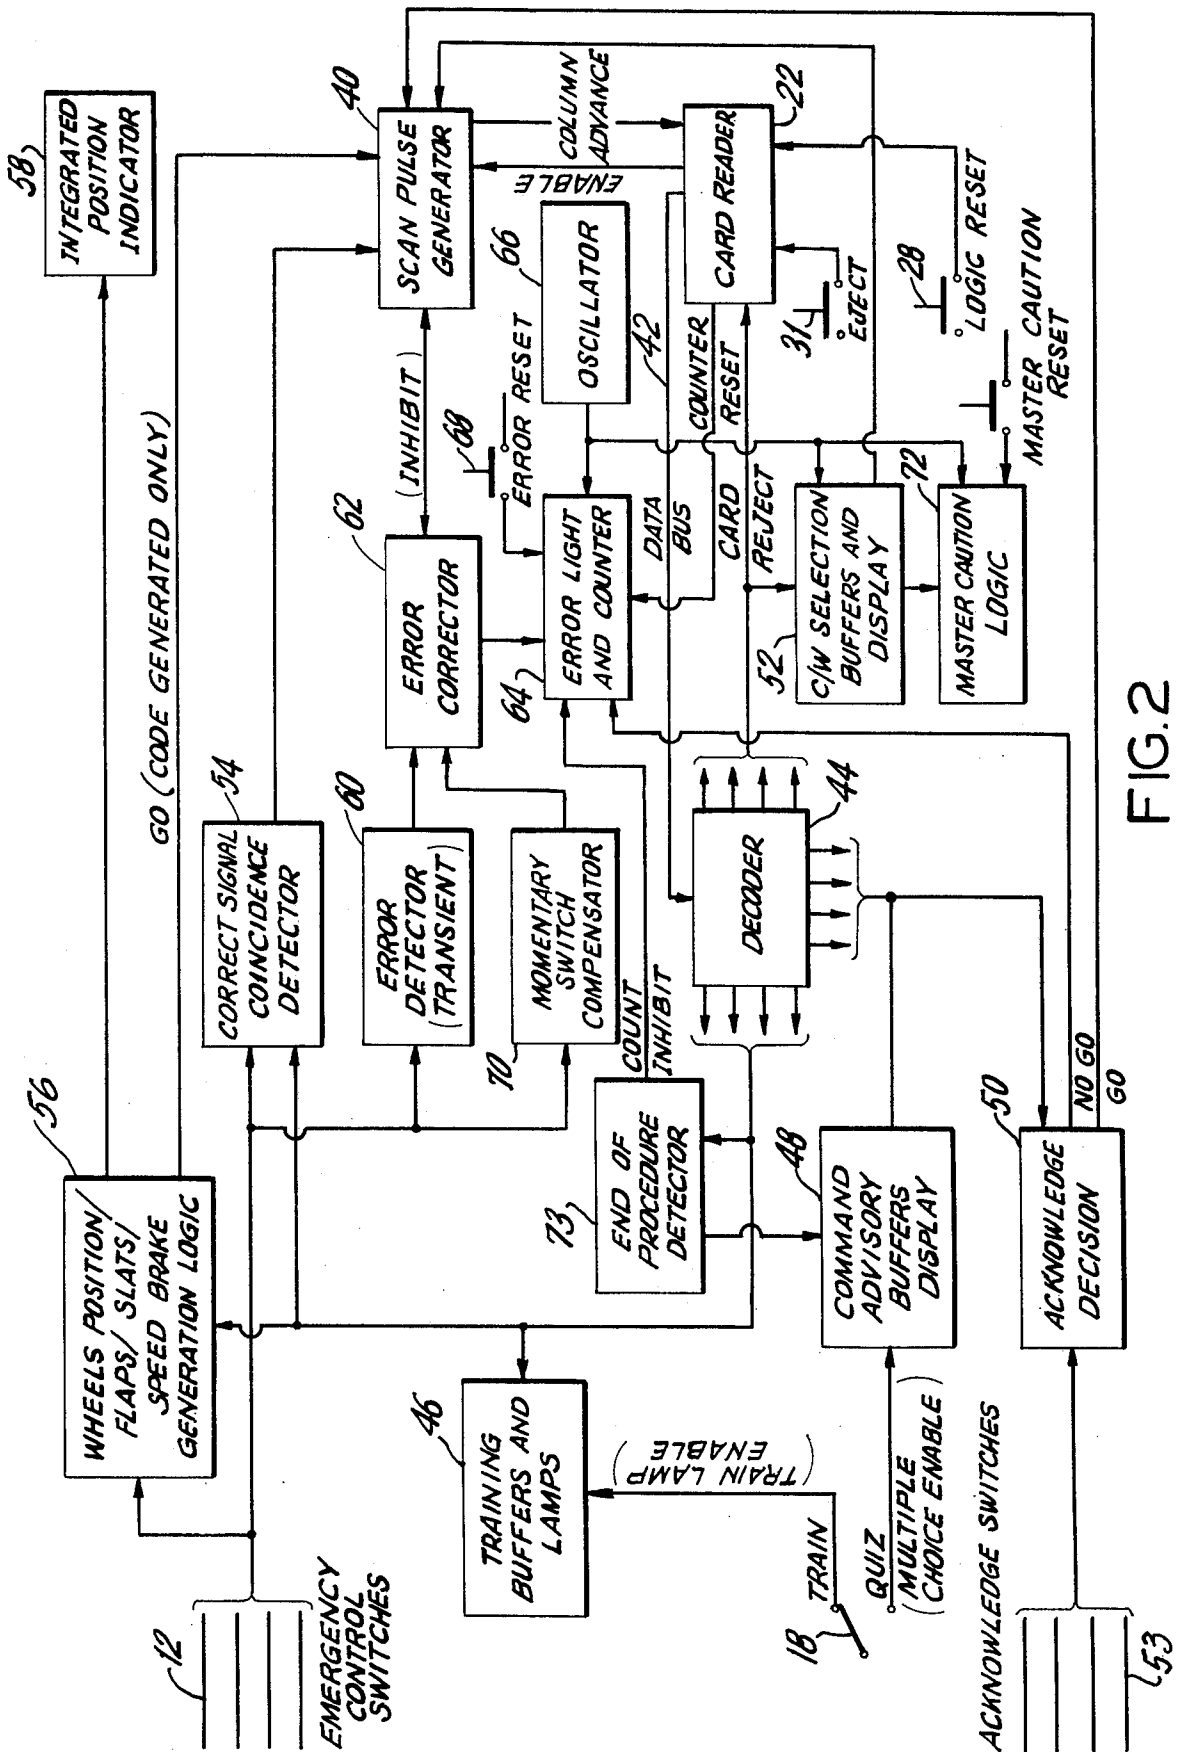 12
EMERGENCY
CONTROL
SWITCHES
56
WHEELS POSITION/
FLAPS/ SLATS/
SPEED BRAKE
GENERATION LOGIC
58
INTEGRATED
POSITION
INDICATOR
GO (CODE GENERATED ONLY)
54
CORRECT SIGNAL
COINCIDENCE
DETECTOR
40
SCAN PULSE
GENERATOR
60
ERROR
DETECTOR
(TRANSIENT)
62
ERROR
CORRECTOR
(INHIBIT)
70
MOMENTARY
SWITCH
COMPENSATOR
64
ERROR LIGHT
AND COUNTER
68
ERROR RESET
66
OSCILLATOR
ENABLE
COLUMN
ADVANCE
22
CARD READER
42
DATA
BUS
COUNTER
RESET
CARD
REJECT
31
EJECT
28
LOGIC RESET
MASTER CAUTION
RESET
46
TRAINING
BUFFERS AND
LAMPS
(TRAIN LAMP
ENABLE)
73
END OF
PROCEDURE
DETECTOR
COUNT
INHIBIT
DECODER
44
52
C/W SELECTION
BUFFERS AND
DISPLAY
72
MASTER CAUTION
LOGIC
18
TRAIN
QUIZ
(MULTIPLE
CHOICE ENABLE)
48
COMMAND
ADVISORY
BUFFERS
DISPLAY
ACKNOWLEDGE SWITCHES
53
50
ACKNOWLEDGE
DECISION
NO GO
GO
FIG.2